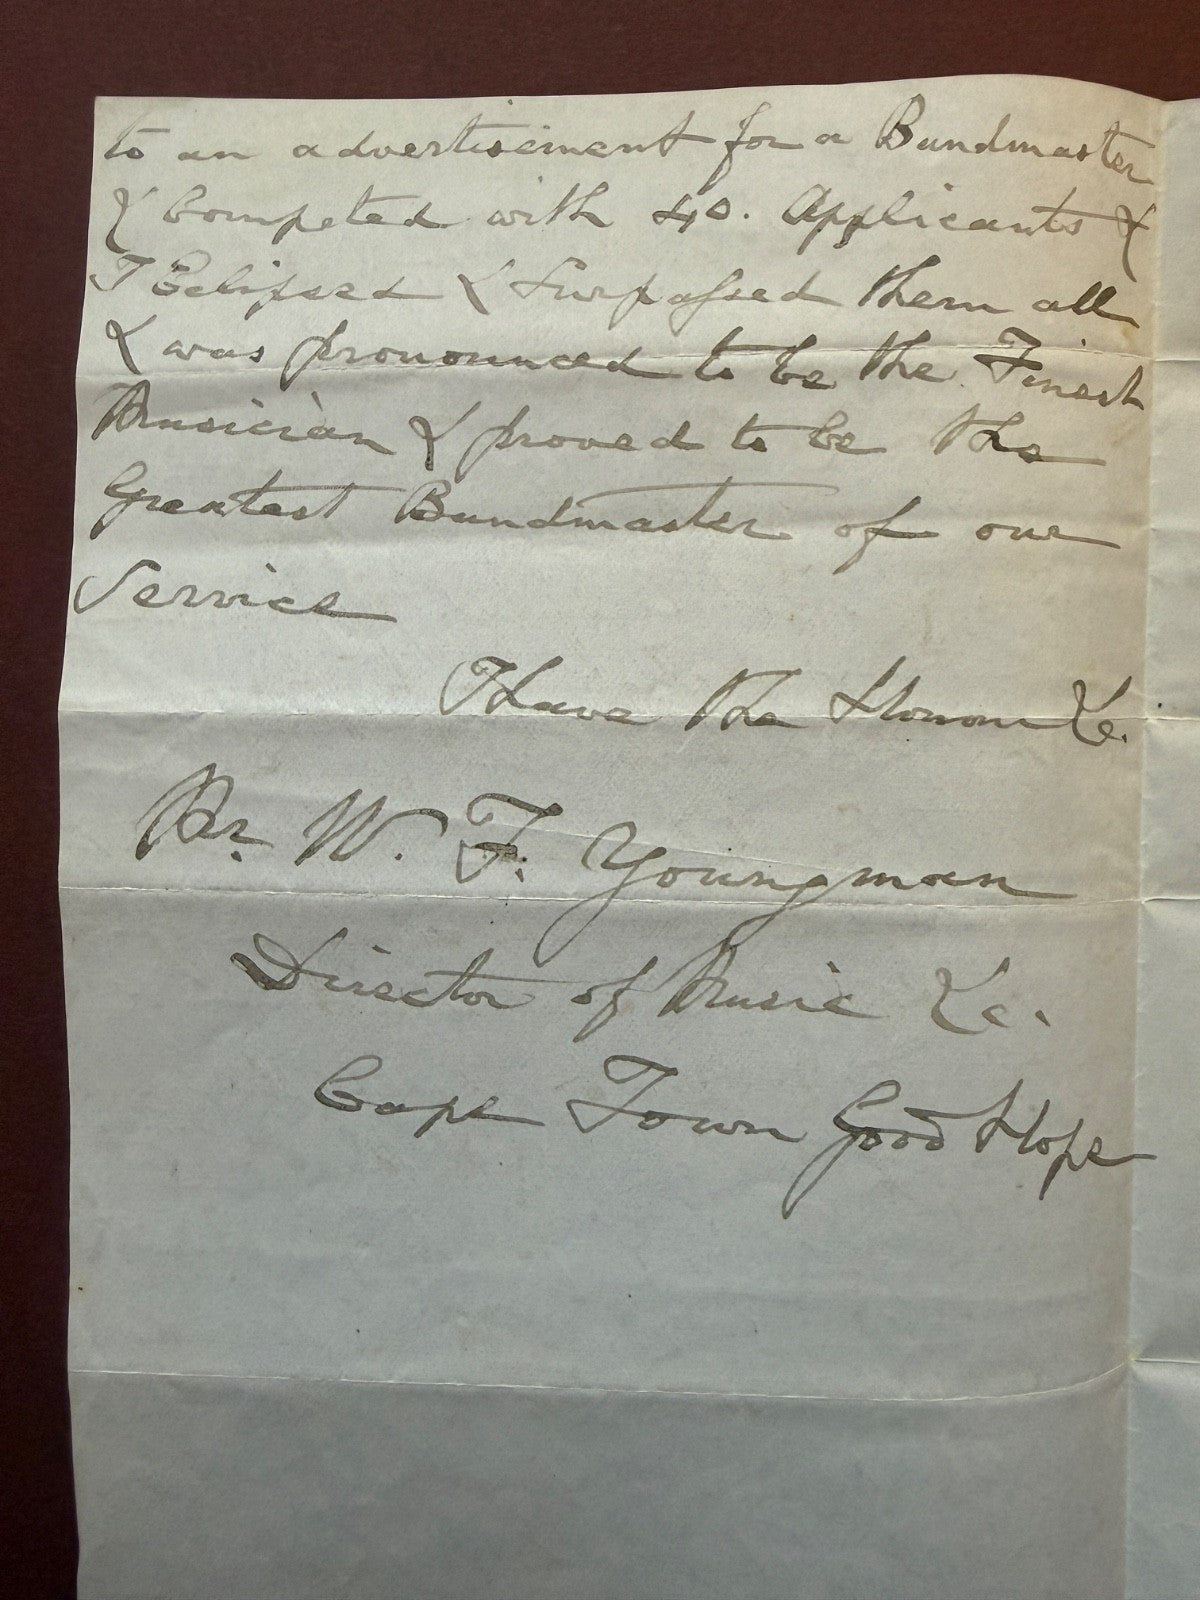 to an advertisement for a Bandmaster
& Competed with 40. Applicants &
I Eclipsed & Surpassed them all
& was pronounced to be the Finest
Musician & proved to be the
Greatest Bandmaster of our
Service
I have the Honour &c.
Mr. W. F. Youngman
Director of Music &c.
Cape Town Good Hope